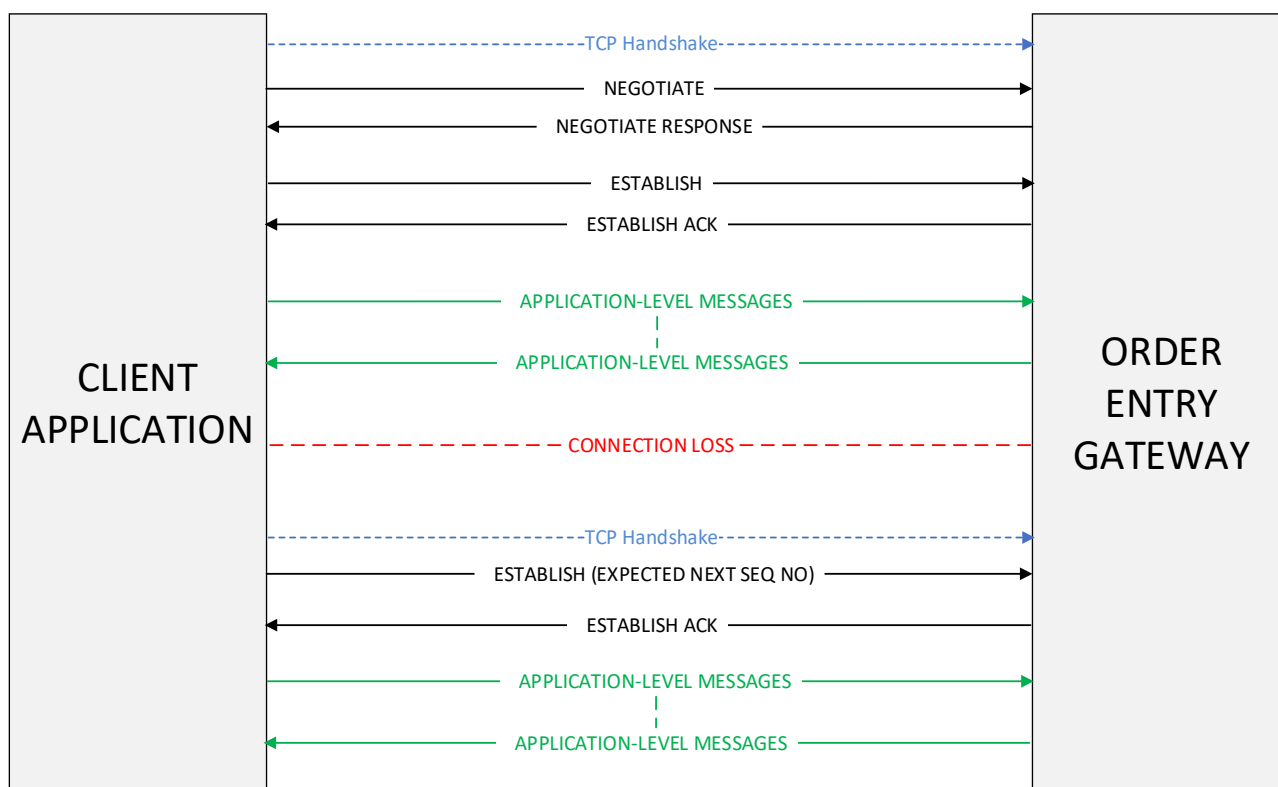 TCP Handshake
NEGOTIATE
NEGOTIATE RESPONSE
ESTABLISH
ESTABLISH ACK
APPLICATION-LEVEL MESSAGES
APPLICATION-LEVEL MESSAGES
CLIENT
APPLICATION
ORDER
ENTRY
GATEWAY
CONNECTION LOSS
TCP Handshake
ESTABLISH (EXPECTED NEXT SEQ NO)
ESTABLISH ACK
APPLICATION-LEVEL MESSAGES
APPLICATION-LEVEL MESSAGES